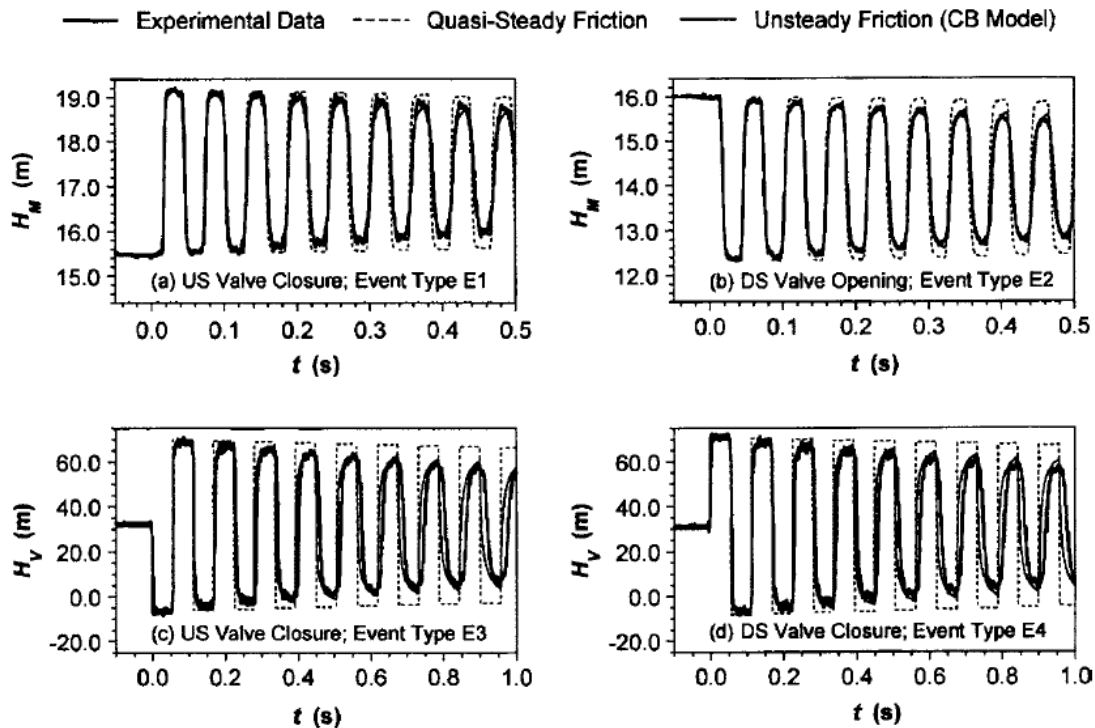 Experimental Data Quasi-Steady Friction Unsteady Friction (CB Model)
19.0
18.0
17.0
16.0
15.0
H_M (m)
(a) US Valve Closure; Event Type E1
0.0 0.1 0.2 0.3 0.4 0.5
t (s)
16.0
15.0
14.0
13.0
12.0
H_M (m)
(b) DS Valve Opening; Event Type E2
0.0 0.1 0.2 0.3 0.4 0.5
t (s)
60.0
40.0
20.0
0.0
-20.0
H_V (m)
(c) US Valve Closure; Event Type E3
0.0 0.2 0.4 0.6 0.8 1.0
t (s)
60.0
40.0
20.0
0.0
-20.0
H_V (m)
(d) DS Valve Closure; Event Type E4
0.0 0.2 0.4 0.6 0.8 1.0
t (s)